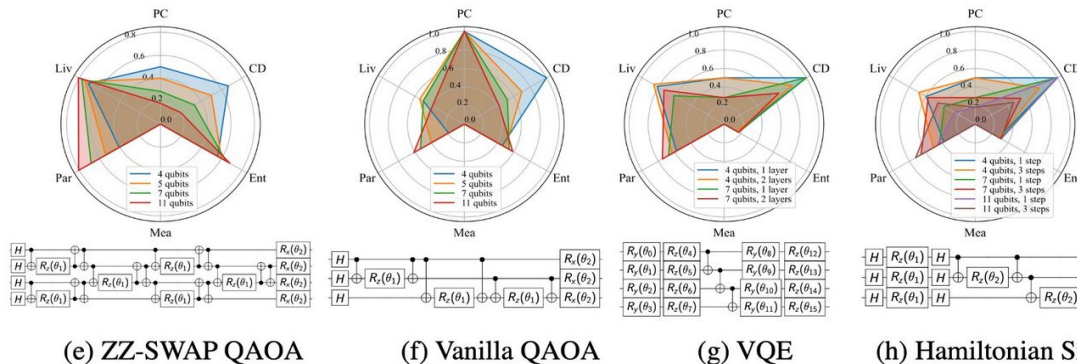 PC
0.8
0.6
0.4
0.2
0.0
Liv
CD
Par
Ent
4 qubits
5 qubits
7 qubits
11 qubits
Mea
H Rx(θ2)
H Rz(θ1) Rz(θ1) Rx(θ2)
H Rz(θ1) Rz(θ1) Rx(θ2)
H Rz(θ1) Rz(θ1) Rx(θ2)
(e) ZZ-SWAP QAOA
PC
1.0
0.8
0.6
0.4
0.2
0.0
Liv
CD
Par
Ent
4 qubits
5 qubits
7 qubits
11 qubits
Mea
H Rx(θ2)
H Rz(θ1) Rx(θ2)
H Rz(θ1) Rz(θ1) Rx(θ2)
(f) Vanilla QAOA
PC
1.0
0.8
0.6
0.4
0.2
0.0
Liv
CD
Par
Ent
4 qubits, 1 layer
4 qubits, 2 layers
7 qubits, 1 layer
7 qubits, 2 layers
Mea
Ry(θ0) Rz(θ4) Ry(θ8) Rz(θ12)
Ry(θ1) Rz(θ5) Ry(θ9) Rz(θ13)
Ry(θ2) Rz(θ6) Ry(θ10) Rz(θ14)
Ry(θ3) Rz(θ7) Ry(θ11) Rz(θ15)
(g) VQE
PC
1.0
0.8
0.6
0.4
0.2
0.0
Liv
CD
Par
Ent
4 qubits, 1 step
4 qubits, 3 steps
7 qubits, 1 step
7 qubits, 3 steps
11 qubits, 1 step
11 qubits, 3 steps
Mea
H Rz(θ1) H
H Rz(θ1) H Rz(θ2)
H Rz(θ1) H Rz(θ2)
(h) Hamiltonian S